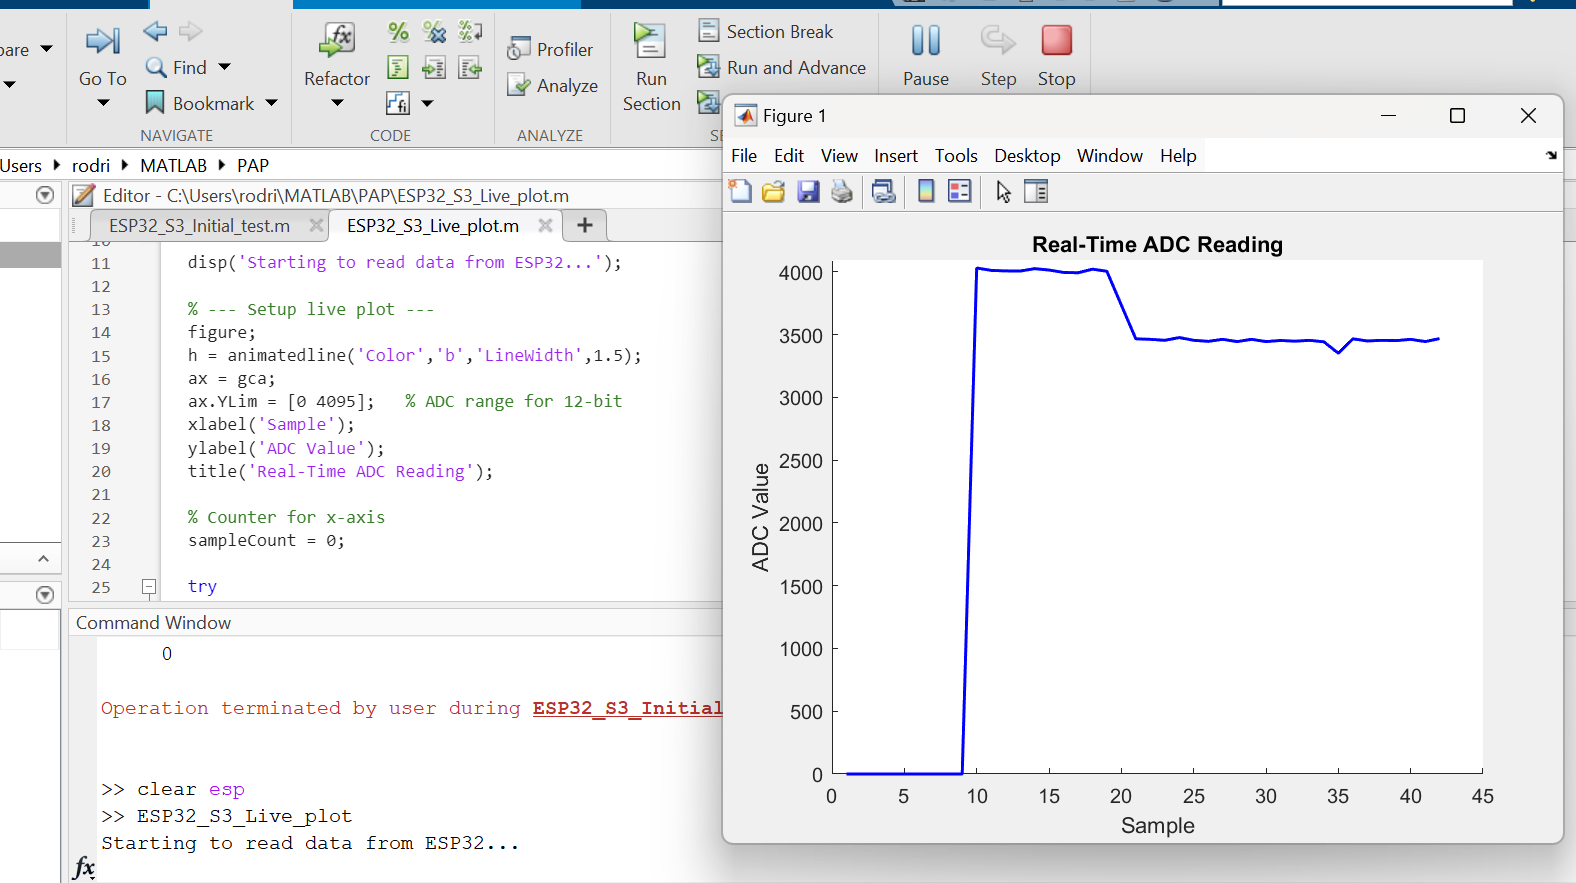 pare
Go To
Find
Bookmark
NAVIGATE
Refactor
CODE
Profiler
Analyze
ANALYZE
Run
Section
Section Break
Run and Advance
Pause
Step
Stop
Users
rodri
MATLAB
PAP
Editor - C:\Users\rodri\MATLAB\PAP\ESP32_S3_Live_plot.m
ESP32_S3_Initial_test.m
ESP32_S3_Live_plot.m
10
11 disp('Starting to read data from ESP32...');
12
13 % --- Setup live plot ---
14 figure;
15 h = animatedline('Color','b','LineWidth',1.5);
16 ax = gca;
17 ax.YLim = [0 4095]; % ADC range for 12-bit
18 xlabel('Sample');
19 ylabel('ADC Value');
20 title('Real-Time ADC Reading');
21
22 % Counter for x-axis
23 sampleCount = 0;
24
25 try
Command Window
0
Operation terminated by user during ESP32_S3_Initial
>> clear esp
>> ESP32_S3_Live_plot
Starting to read data from ESP32...
fx
Figure 1
File Edit View Insert Tools Desktop Window Help
Real-Time ADC Reading
4000
3500
3000
2500
2000
1500
1000
500
0
ADC Value
0 5 10 15 20 25 30 35 40 45
Sample